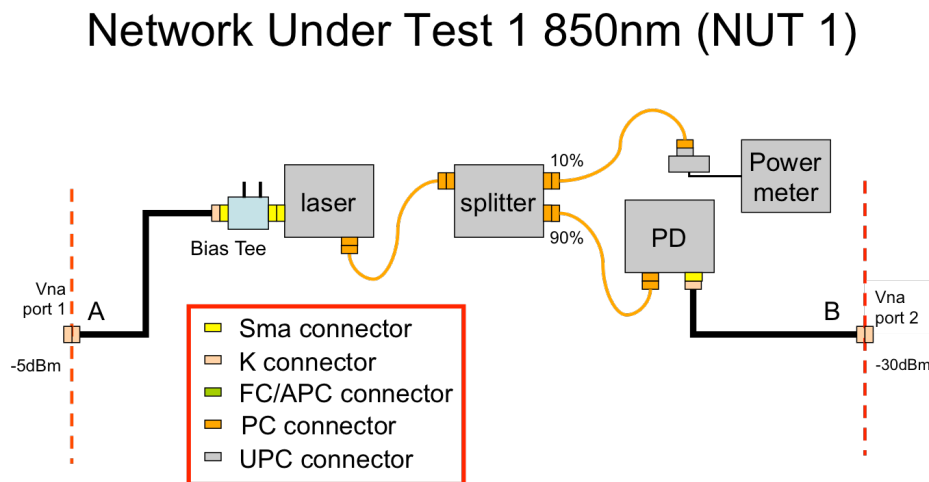 Network Under Test 1 850nm (NUT 1)
10%
Power
meter
laser
splitter
Bias Tee
90%
PD
Vna
port 1
A
-5dBm
B
Vna
port 2
-30dBm
Sma connector
K connector
FC/APC connector
PC connector
UPC connector